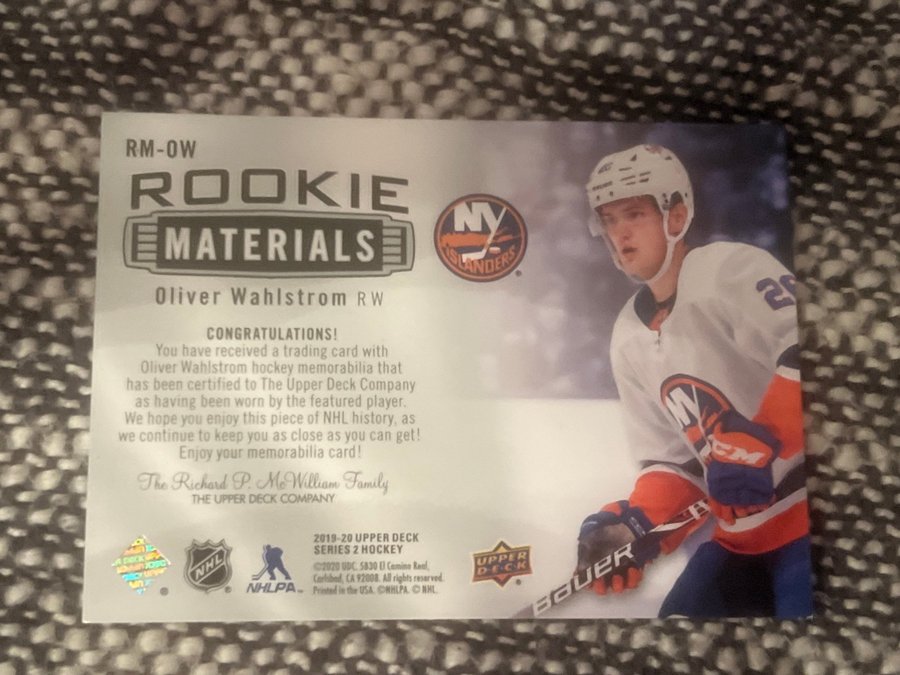 RM-OW
ROOKIE
MATERIALS
Oliver Wahlstrom RW
NY
ISLANDERS
CONGRATULATIONS!
You have received a trading card with
Oliver Wahlstrom hockey memorabilia that
has been certified to The Upper Deck Company
as having been worn by the featured player.
We hope you enjoy this piece of NHL history, as
we continue to keep you as close as you can get!
Enjoy your memorabilia card!
The Richard P. McWilliam Family
THE UPPER DECK COMPANY
NHL
NHLPA
2019-20 UPPER DECK
SERIES 2 HOCKEY
©2020 UDC, 5830 El Camino Real,
Carlsbad, CA 92008. All rights reserved.
Printed in the USA. ©NHLPA. © NHL.
UPPER
DECK
26
NY
CCM
BAUER